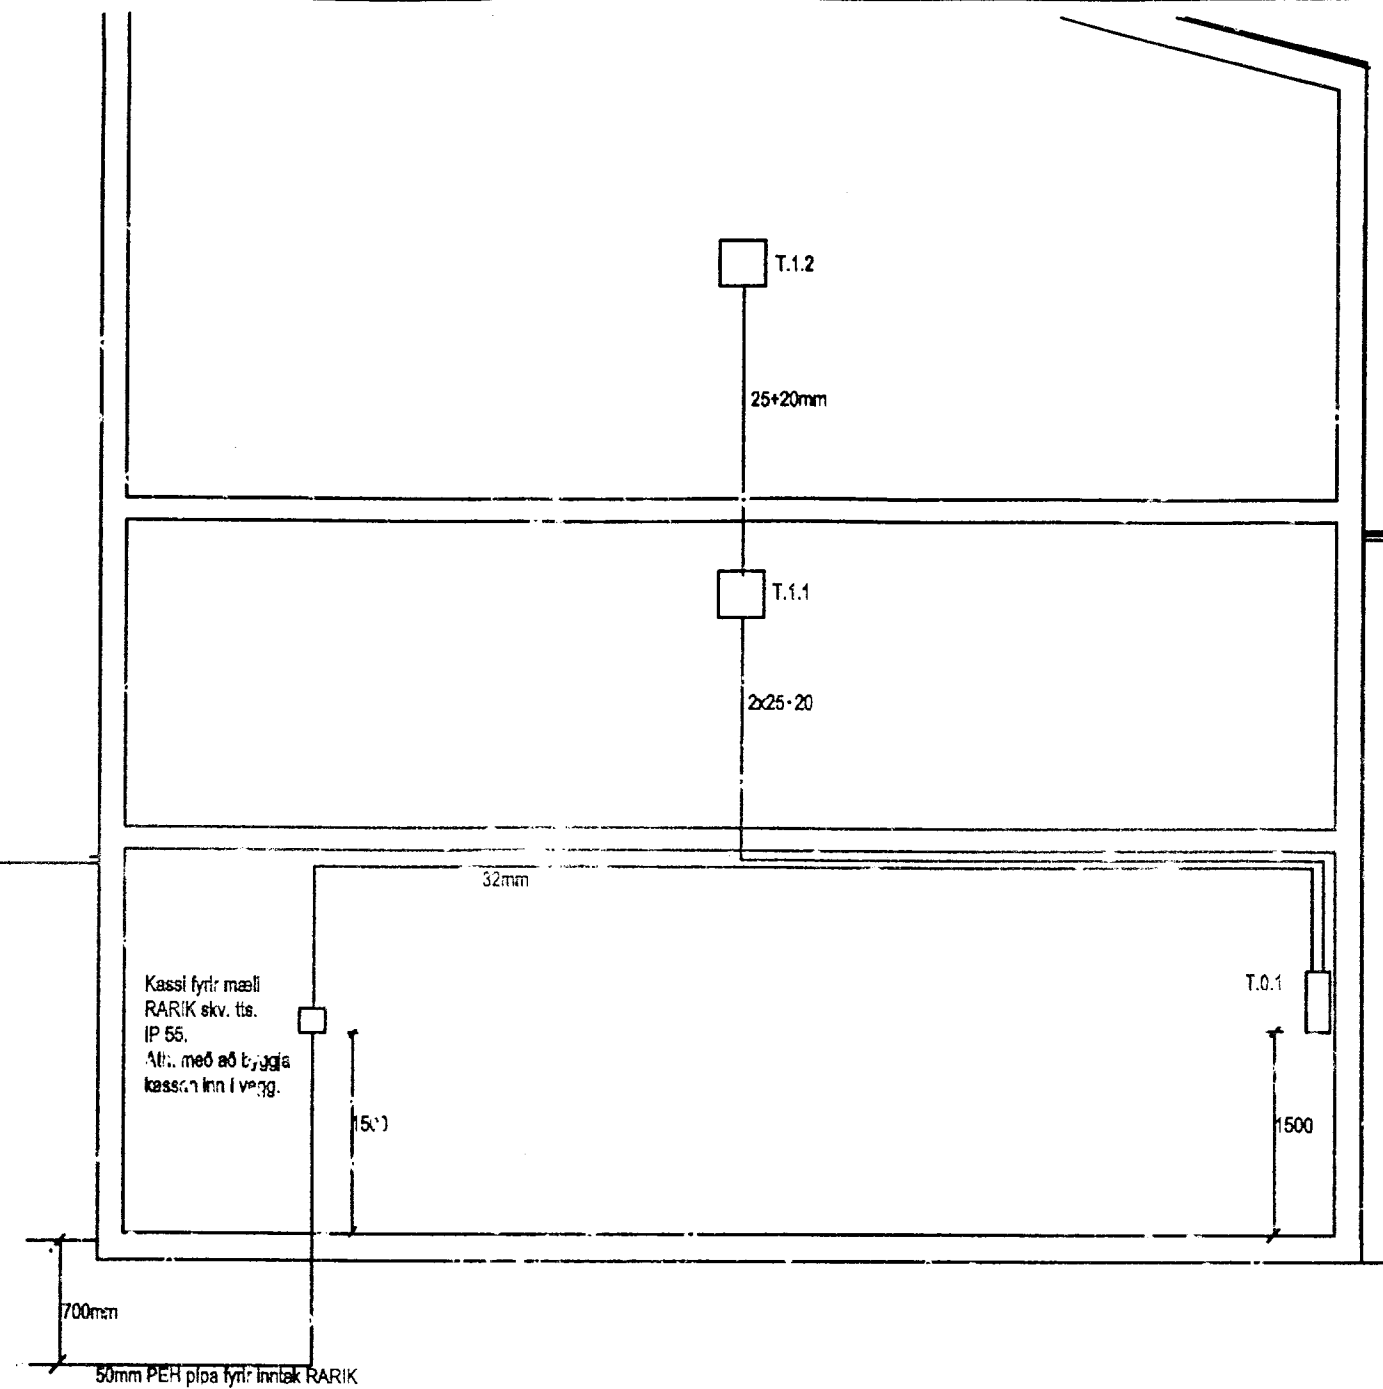 T.1.2
25+20mm
T.1.1
2x25+20
32mm
Kassi fyrir mæli
RARIK skv. tts.
IP 55.
Ath. með að byggja
kassan inn í vegg.
T.0.1
1500
1500
700mm
50mm PEH pípa fyrir inntak RARIK